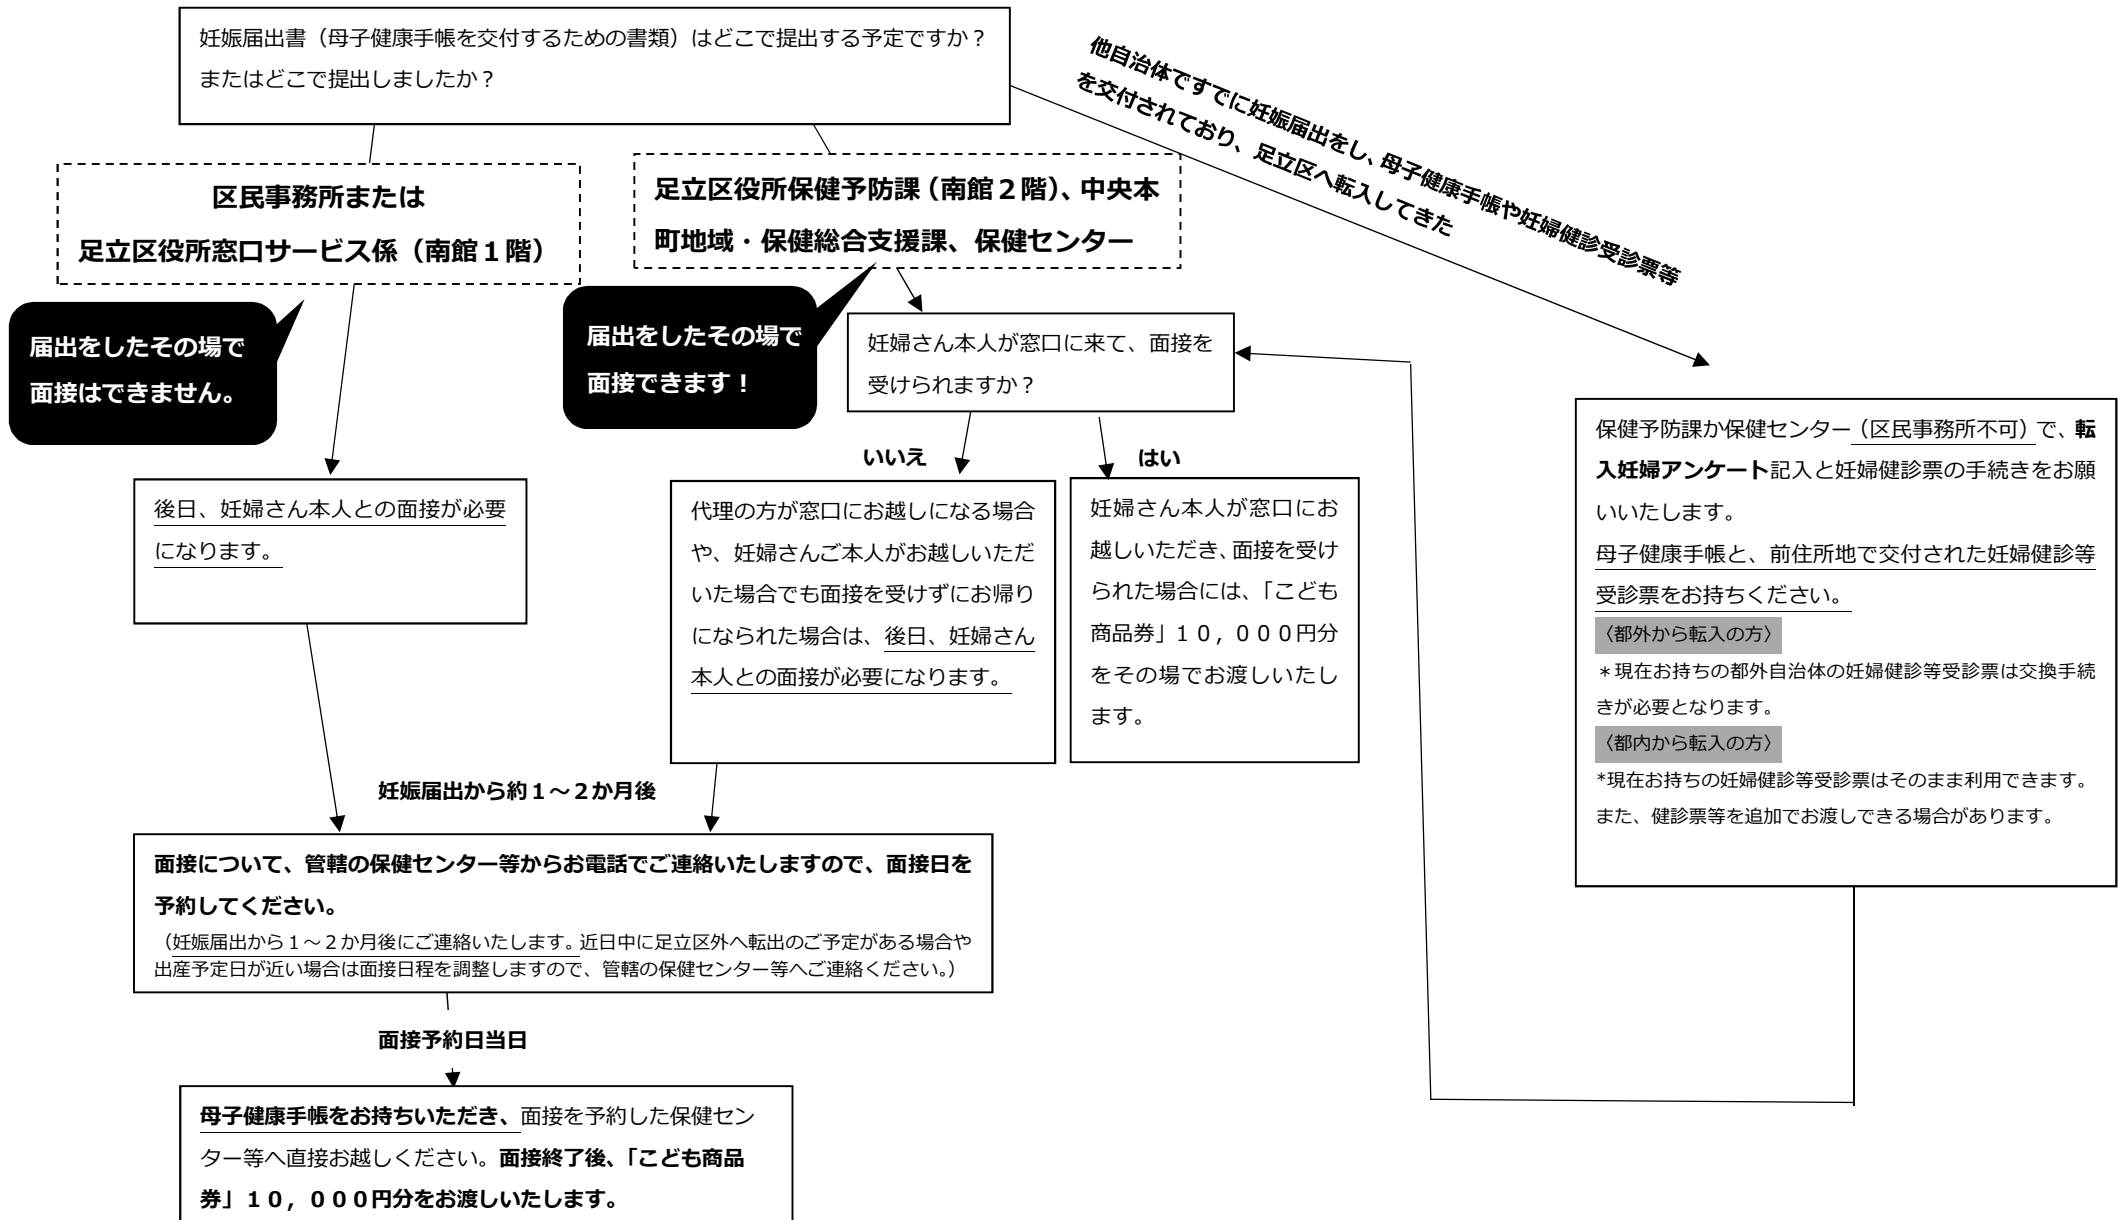 妊娠届出書（母子健康手帳を交付するための書類）はどこで提出する予定ですか？
またはどこで提出しましたか？
他自治体ですでに妊娠届出をし、母子健康手帳や妊婦健診受診票等
を交付されており、足立区へ転入してきた
区民事務所または
足立区役所窓口サービス係（南館１階）
足立区役所保健予防課（南館２階）、中央本
町地域・保健総合支援課、保健センター
届出をしたその場で
面接はできません。
届出をしたその場で
面接できます！
妊婦さん本人が窓口に来て、面接を
受けられますか？
いいえ
はい
後日、妊婦さん本人との面接が必要
になります。
代理の方が窓口にお越しになる場合
や、妊婦さんご本人がお越しいただ
いた場合でも面接を受けずにお帰り
になられた場合は、後日、妊婦さん
本人との面接が必要になります。
妊婦さん本人が窓口にお
越しいただき、面接を受け
られた場合には、「こども
商品券」１０，０００円分
をその場でお渡しいたし
ます。
保健予防課か保健センター（区民事務所不可）で、転
入妊婦アンケート記入と妊婦健診票の手続きをお願
いいたします。
母子健康手帳と、前住所地で交付された妊婦健診等
受診票をお持ちください。
〈都外から転入の方〉
＊現在お持ちの都外自治体の妊婦健診等受診票は交換手続
きが必要となります。
〈都内から転入の方〉
*現在お持ちの妊婦健診等受診票はそのまま利用できます。
また、健診票等を追加でお渡しできる場合があります。
妊娠届出から約１～２か月後
面接について、管轄の保健センター等からお電話でご連絡いたしますので、面接日を
予約してください。
（妊娠届出から１～２か月後にご連絡いたします。近日中に足立区外へ転出のご予定がある場合や
出産予定日が近い場合は面接日程を調整しますので、管轄の保健センター等へご連絡ください。）
面接予約日当日
母子健康手帳をお持ちいただき、面接を予約した保健セン
ター等へ直接お越しください。面接終了後、「こども商品
券」１０，０００円分をお渡しいたします。